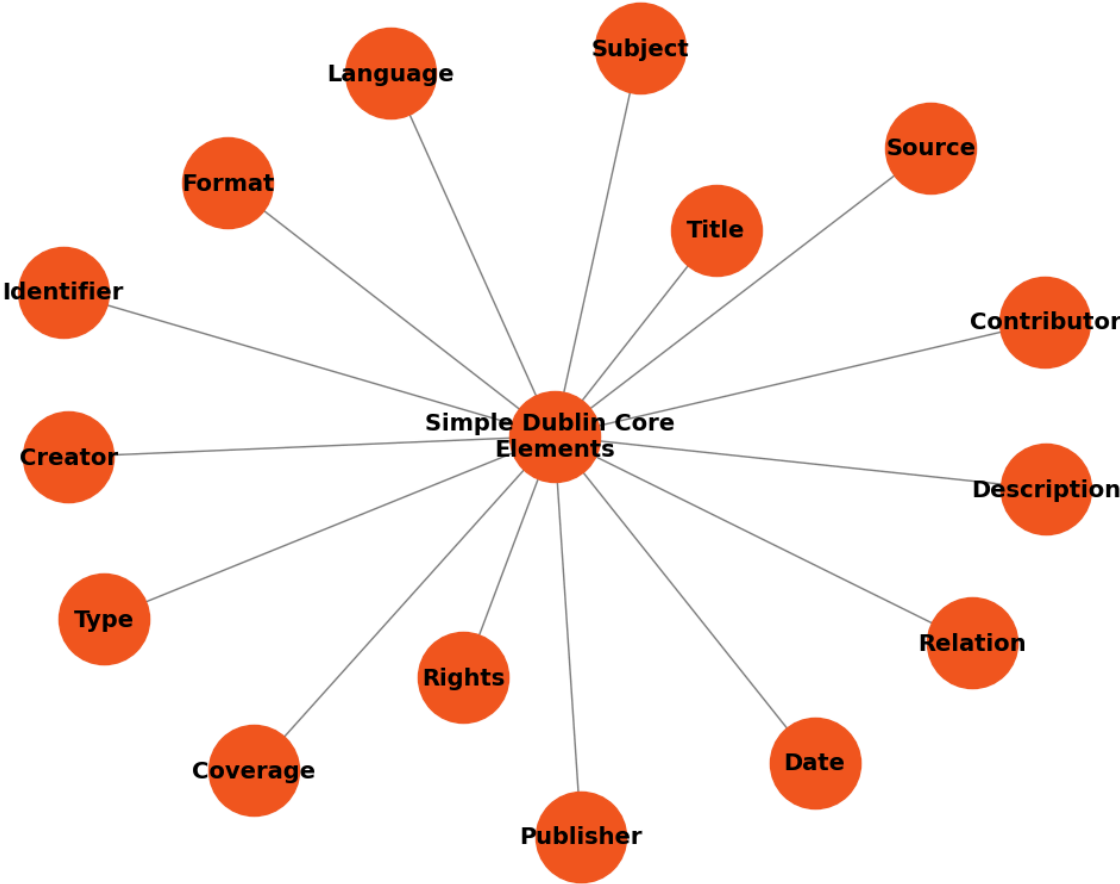 Subject
Language
Source
Format
Title
Identifier
Contributor
Simple Dublin Core
Elements
Creator
Description
Type
Relation
Rights
Date
Coverage
Publisher